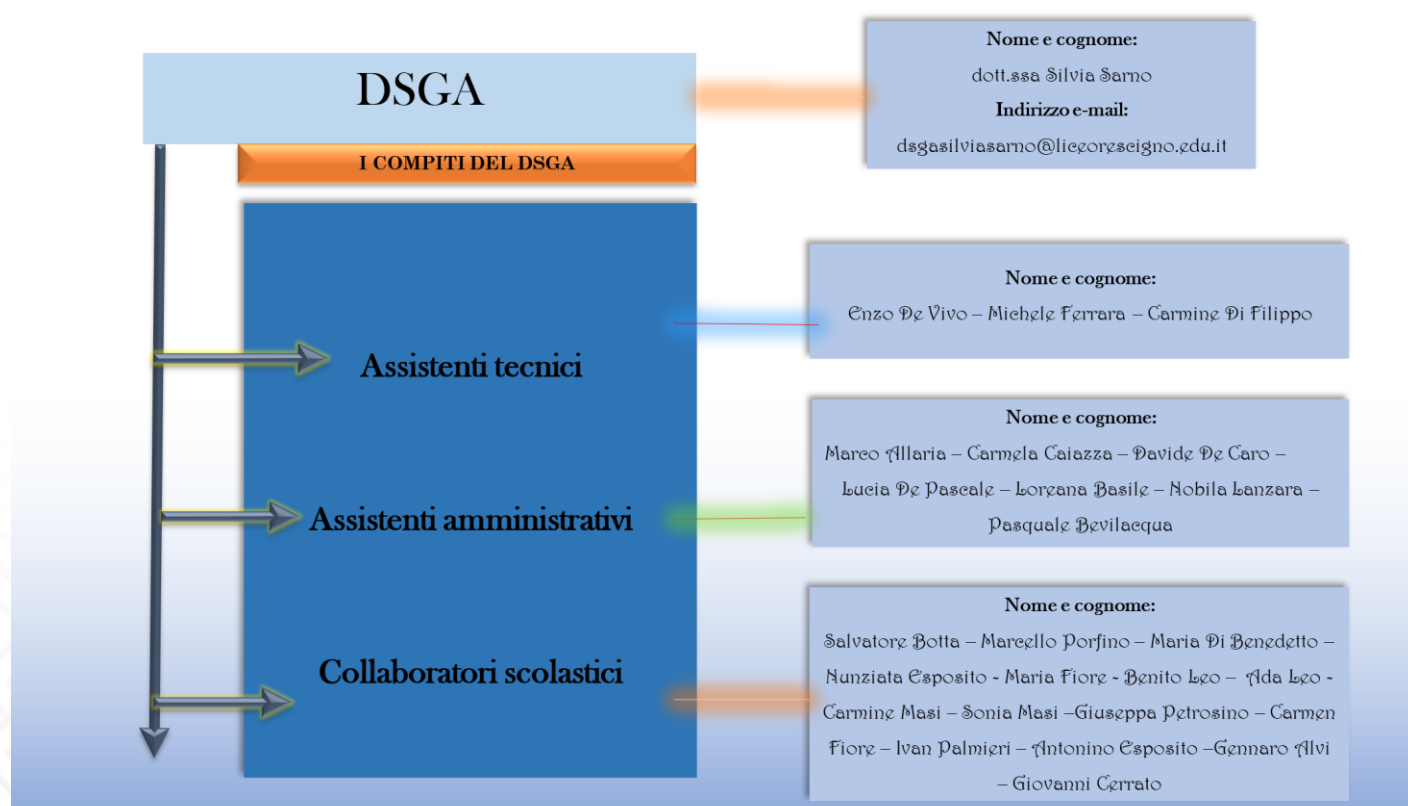 DSGA
I COMPITI DEL DSGA
Nome e cognome:
dott.ssa Silvia Sarno
Indirizzo e-mail:
dsgasilviasarno@liceorescigno.edu.it
Assistenti tecnici
Nome e cognome:
Enzo De Vivo – Michele Ferrara – Carmine Di Filippo
Assistenti amministrativi
Nome e cognome:
Marco Allaria – Carmela Caiazza – Davide De Caro –
Lucia De Pascale – Loreana Basile – Nobila Lanzara –
Pasquale Bevilacqua
Collaboratori scolastici
Nome e cognome:
Salvatore Botta – Marcello Porfino – Maria Di Benedetto –
Nunziata Esposito - Maria Fiore - Benito Leo – Ada Leo -
Carmine Masi – Sonia Masi –Giuseppa Petrosino – Carmen
Fiore – Ivan Palmieri – Antonino Esposito –Gennaro Alvi
– Giovanni Cerrato